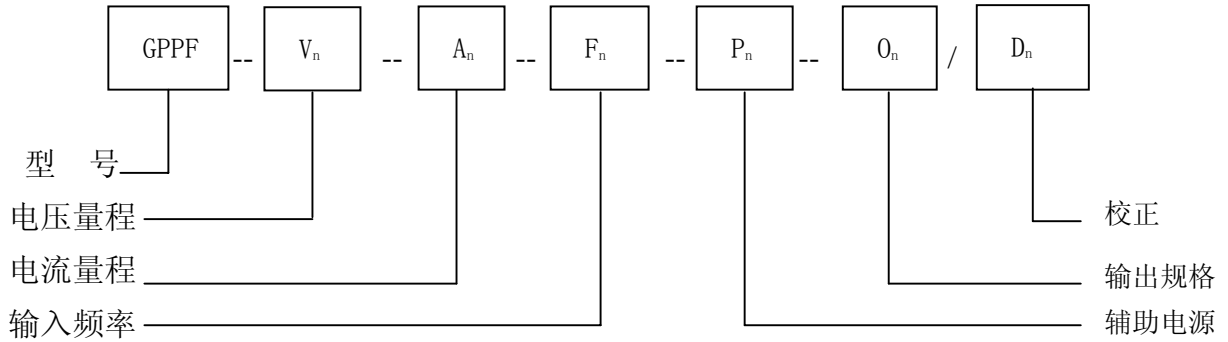 GPPF -- Vₙ -- Aₙ -- Fₙ -- Pₙ -- Oₙ / Dₙ
型 号
电压量程
电流量程
输入频率
校正
输出规格
辅助电源